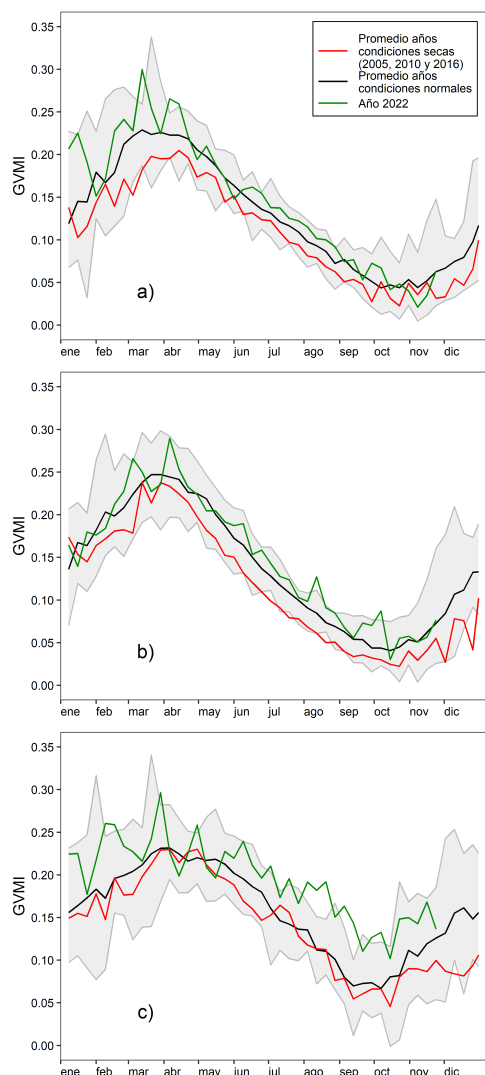 Promedio años
condiciones secas
(2005, 2010 y 2016)
Promedio años
condiciones normales
Año 2022
GVMI
0.35
0.30
0.25
0.20
0.15
0.10
0.05
0.00
a)
ene feb mar abr may jun jul ago sep oct nov dic
GVMI
0.35
0.30
0.25
0.20
0.15
0.10
0.05
0.00
b)
ene feb mar abr may jun jul ago sep oct nov dic
GVMI
0.35
0.30
0.25
0.20
0.15
0.10
0.05
0.00
c)
ene feb mar abr may jun jul ago sep oct nov dic